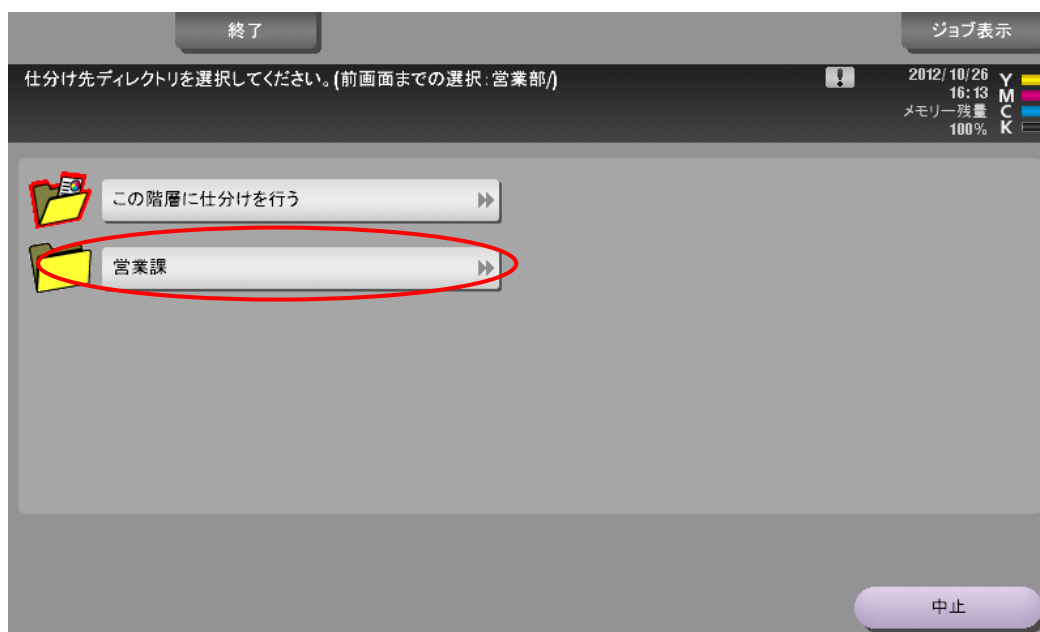 終了
ジョブ表示
仕分け先ディレクトリを選択してください。(前画面までの選択:営業部/)
!
2012/10/26
16:13
メモリー残量
100%
Y
M
C
K
この階層に仕分けを行う
営業課
中止